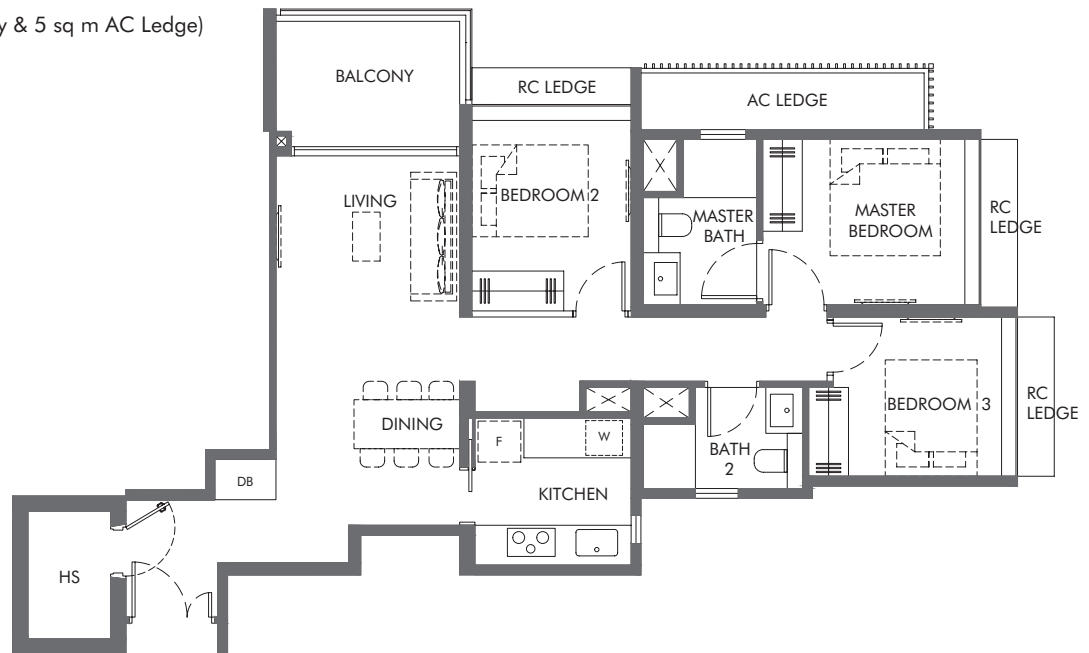 y & 5 sq m AC Ledge)
BALCONY
RC LEDGE
AC LEDGE
LIVING
BEDROOM 2
MASTER
BATH
MASTER
BEDROOM
RC
LEDGE
DINING
F
W
KITCHEN
BATH
2
BEDROOM 3
RC
LEDGE
DB
HS